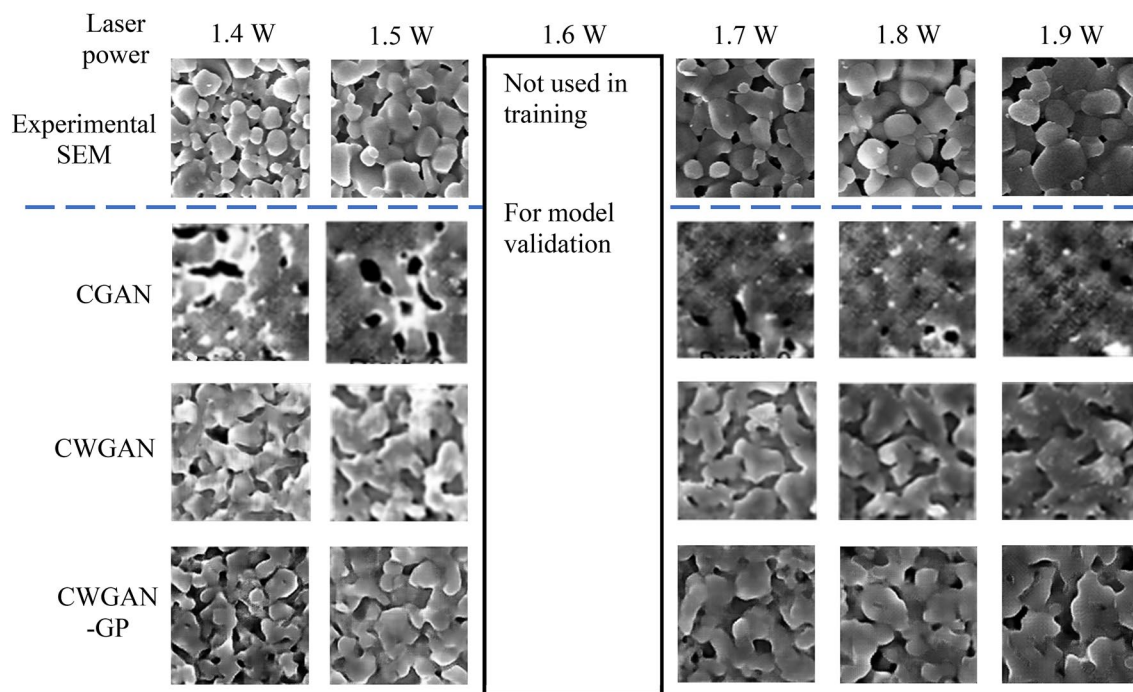 Laser
power
1.4 W
1.5 W
1.6 W
1.7 W
1.8 W
1.9 W
Experimental
SEM
Not used in
training
For model
validation
CGAN
CWGAN
CWGAN
-GP